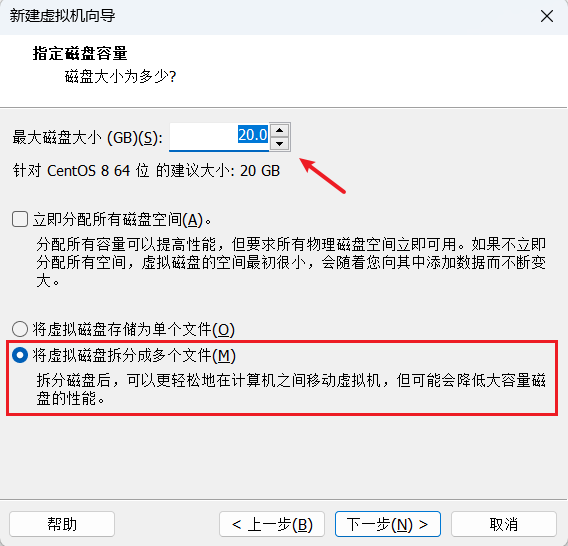 新建虚拟机向导
指定磁盘容量
磁盘大小为多少?
最大磁盘大小 (GB)(S): 20.0
针对 CentOS 8 64 位 的建议大小: 20 GB
立即分配所有磁盘空间(A)。
分配所有容量可以提高性能，但要求所有物理磁盘空间立即可用。如果不立即
分配所有空间，虚拟磁盘的空间最初很小，会随着您向其中添加数据而不断变
大。
将虚拟磁盘存储为单个文件(O)
将虚拟磁盘拆分成多个文件(M)
拆分磁盘后，可以更轻松地在计算机之间移动虚拟机，但可能会降低大容量磁
盘的性能。
帮助 < 上一步(B) 下一步(N) > 取消